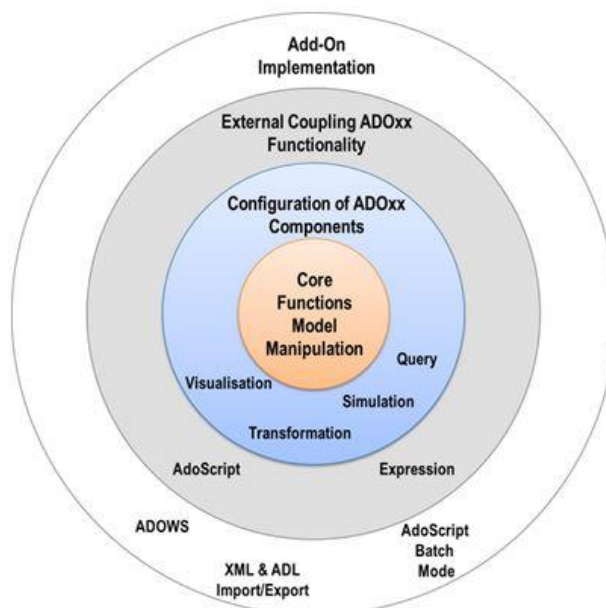 Add-On
Implementation
External Coupling ADOxx
Functionality
Configuration of ADOxx
Components
Core
Functions
Model
Manipulation
Query
Visualisation
Simulation
Transformation
AdoScript
Expression
ADOWS
AdoScript
Batch
Mode
XML & ADL
Import/Export